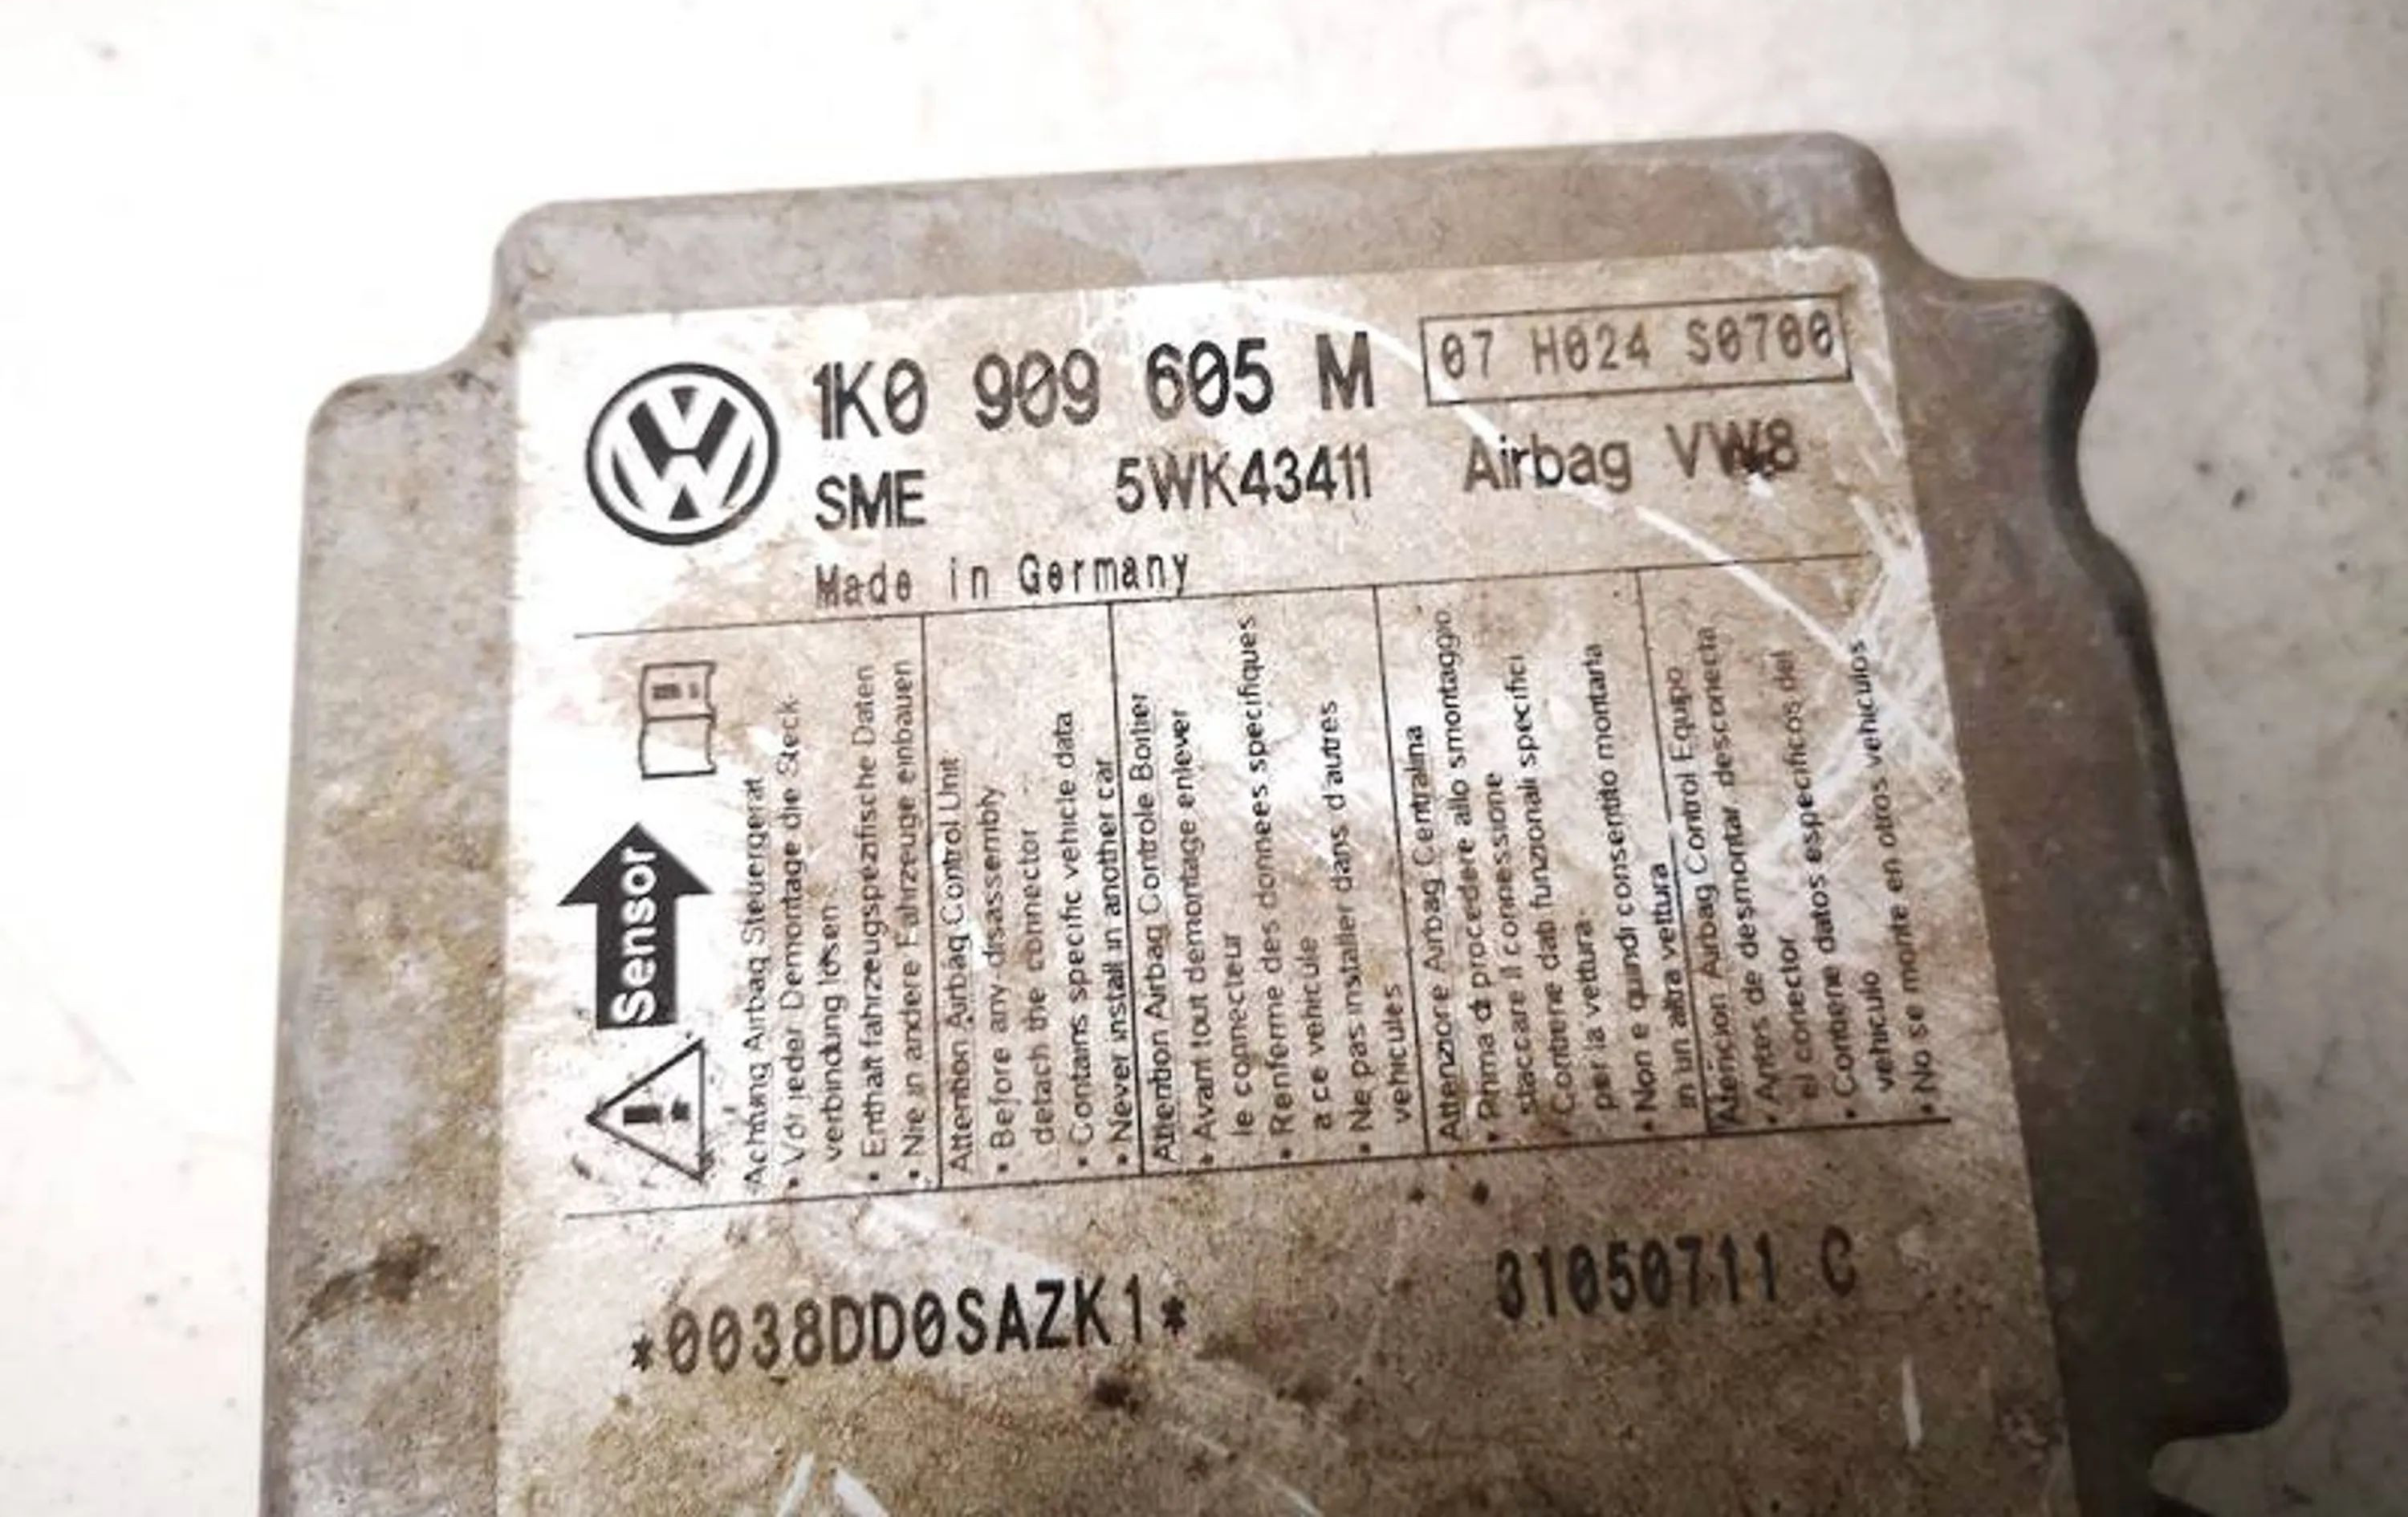 1K0 909 605 M
07 H024 S0700
SME 5WK43411 Airbag VW8
Made in Germany
Sensor
Achtung Airbag Steuergerät
• Vor jeder Demontage die Steck-
verbindung lösen
• Enthält fahrzeugspezifische Daten
• Nie in andere Fahrzeuge einbauen
Attention Airbag Control Unit
• Before any disassembly
detach the connector
• Contains specific vehicle data
• Never install in another car
Attention Airbag Controle Boitier
• Avant tout demontage enlever
le connecteur
• Renferme des donnees specifiques
a ce vehicule
• Ne pas installer dans d'autres
vehicules
Attenzione Airbag Centralina
• Prima di procedere allo smontaggio
staccare il connessione
• Contiene dati funzionali specifici
per la vettura
• Non e quindi consentito montarla
in un altra vettura
Atencion Airbag Control Equipo
• Antes de desmontar desconecta
el conector
• Contiene datos especificos del
vehiculo
• No se monte en otros vehiculos
*0038DD0SAZK1*
31050711 C